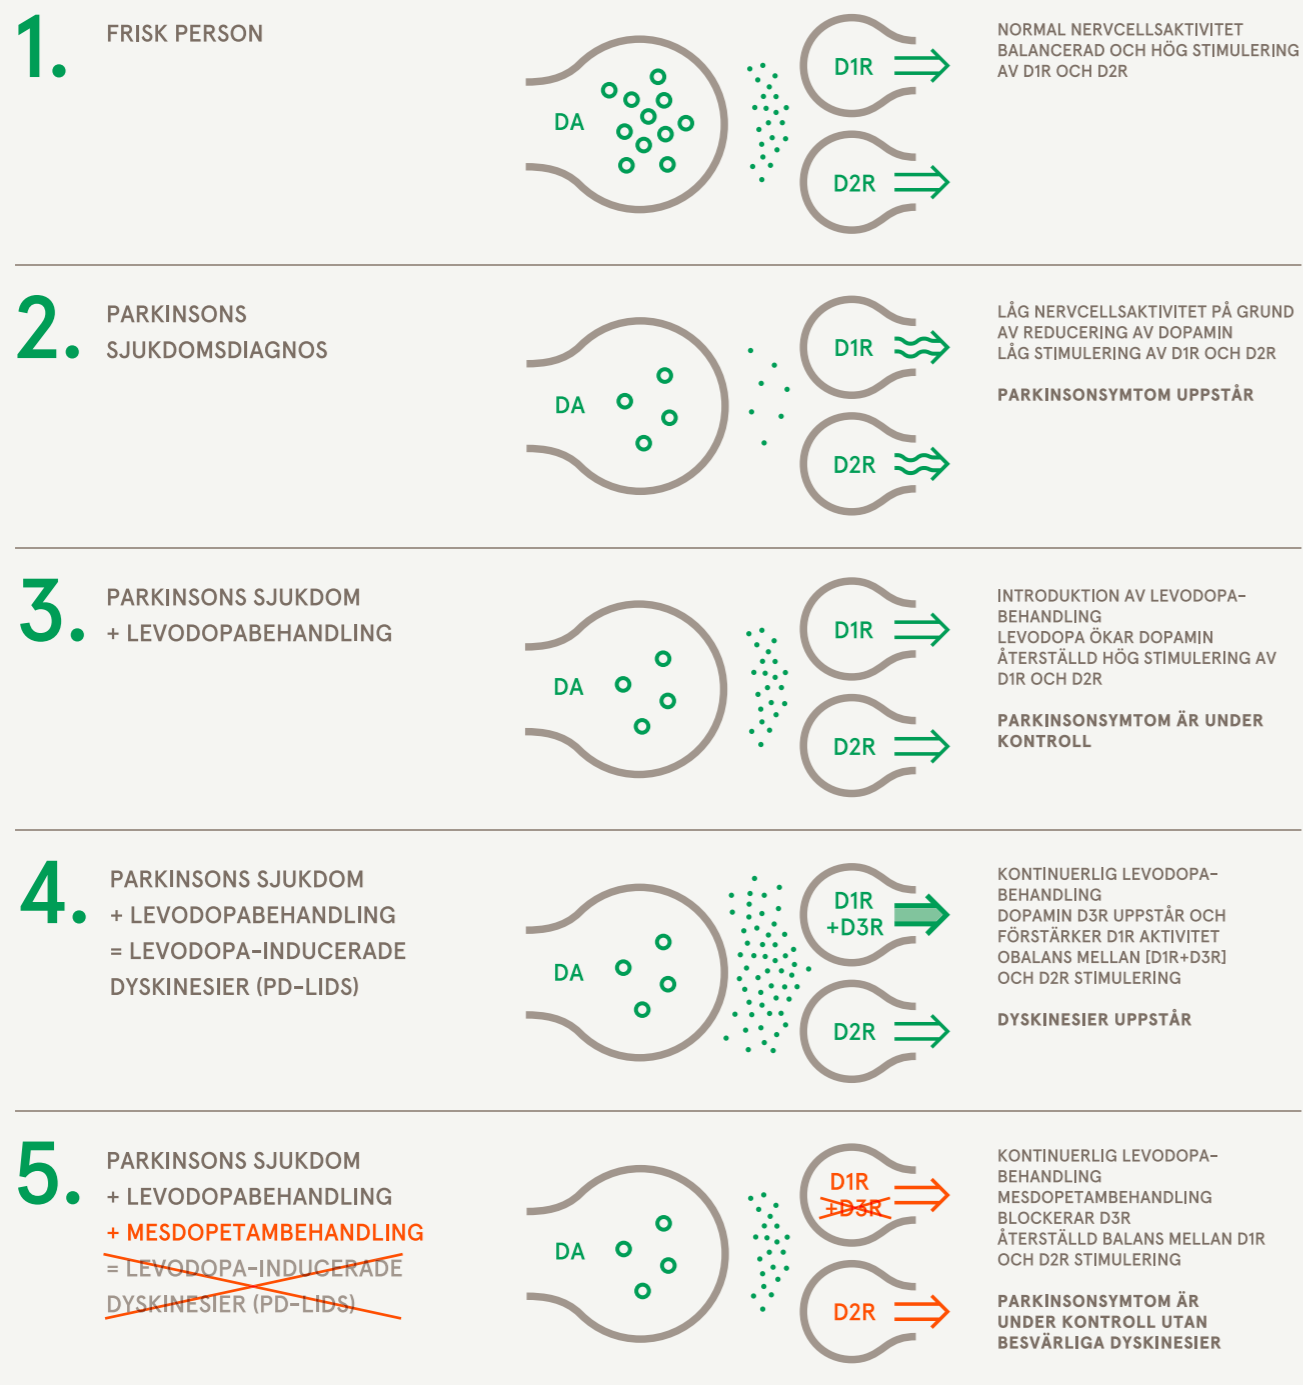 1.
FRISK PERSON
DA
D1R
D2R
NORMAL NERVCELLSAKTIVITET
BALANCERAD OCH HÖG STIMULERING
AV D1R OCH D2R
2.
PARKINSONS
SJUKDOMSDIAGNOS
DA
D1R
D2R
LÅG NERVCELLSAKTIVITET PÅ GRUND
AV REDUCERING AV DOPAMIN
LÅG STIMULERING AV D1R OCH D2R
PARKINSONSYMTOM UPPSTÅR
3.
PARKINSONS SJUKDOM
+ LEVODOPABEHANDLING
DA
D1R
D2R
INTRODUKTION AV LEVODOPA-
BEHANDLING
LEVODOPA ÖKAR DOPAMIN
ÅTERSTÄLLD HÖG STIMULERING AV
D1R OCH D2R
PARKINSONSYMTOM ÄR UNDER
KONTROLL
4.
PARKINSONS SJUKDOM
+ LEVODOPABEHANDLING
= LEVODOPA-INDUCERADE
DYSKINESIER (PD-LIDS)
DA
D1R
+D3R
D2R
KONTINUERLIG LEVODOPA-
BEHANDLING
DOPAMIN D3R UPPSTÅR OCH
FÖRSTÄRKER D1R AKTIVITET
OBALANS MELLAN [D1R+D3R]
OCH D2R STIMULERING
DYSKINESIER UPPSTÅR
5.
PARKINSONS SJUKDOM
+ LEVODOPABEHANDLING
+ MESDOPETAMBEHANDLING
= LEVODOPA-INDUCERADE
DYSKINESIER (PD-LIDS)
DA
D1R
+D3R
D2R
KONTINUERLIG LEVODOPA-
BEHANDLING
MESDOPETAMBEHANDLING
BLOCKERAR D3R
ÅTERSTÄLLD BALANS MELLAN D1R
OCH D2R STIMULERING
PARKINSONSYMTOM ÄR
UNDER KONTROLL UTAN
BESVÄRLIGA DYSKINESIER